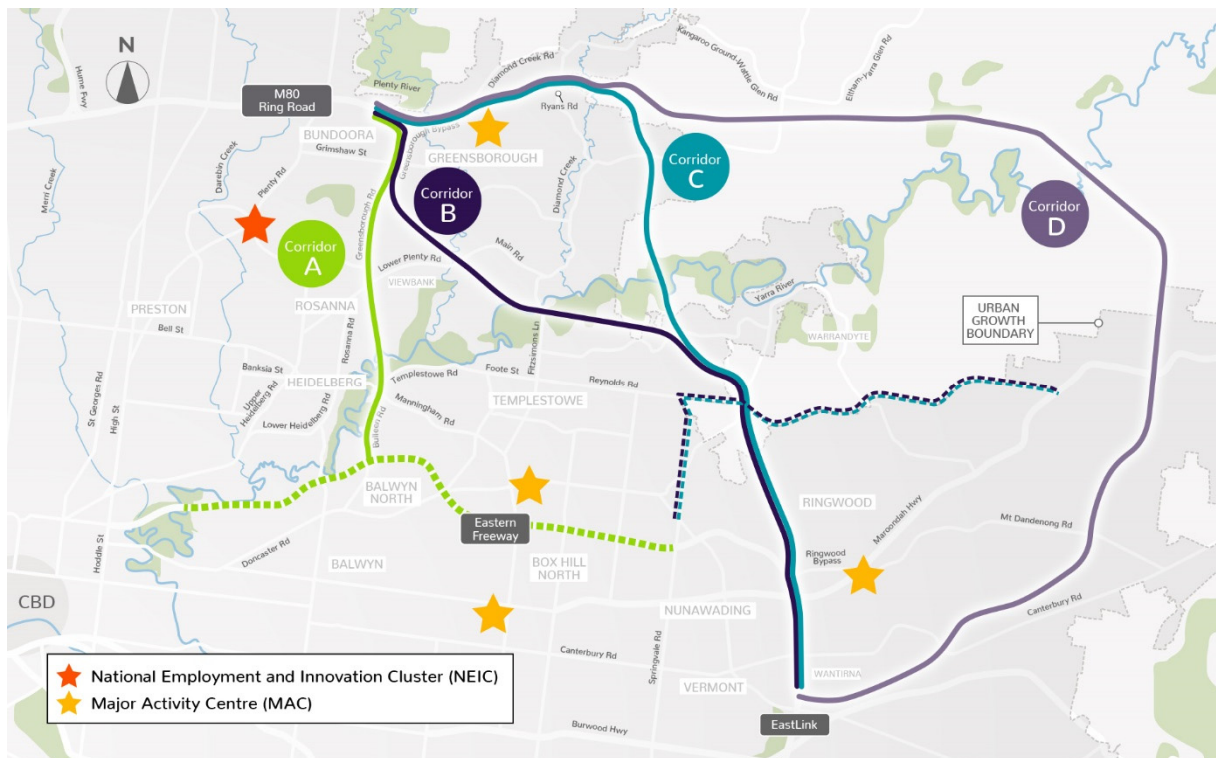 N
M80
Ring Road
Plenty River
Diamond Creek Rd
Kangaroo Ground-
Wattle Glen Rd
Eltham-
Yarra Glen Rd
Hume Fwy
Ryans Rd
BUNDOORA
Grimshaw St
Greensborough Bypass
GREENSBOROUGH
Merri Creek
Darebin Creek
Plenty Rd
Greensborough Rd
Diamond Creek
Corridor
A
Corridor
B
Corridor
C
Corridor
D
Main Rd
Lower Plenty Rd
VIEWBANK
Yarra River
PRESTON
Bell St
ROSANNA
Rosanna Rd
WARRANDYTE
URBAN
GROWTH
BOUNDARY
Fitzsimons Ln
Banksia St
HEIDELBERG
Upper
Heidelberg Rd
Lower Heidelberg Rd
Templestowe Rd
Foote St
Reynolds Rd
TEMPLESTOWE
Manningham Rd
Bulleen Rd
St Georges Rd
High St
BALWYN
NORTH
Eastern
Freeway
RINGWOOD
Maroondah Hwy
Mt Dandenong Rd
Ringwood
Bypass
Hoddle St
Doncaster Rd
BALWYN
BOX HILL
NORTH
NUNAWADING
Canterbury Rd
CBD
Canterbury Rd
Springvale Rd
VERMONT
WANTIRNA
EastLink
Burwood Hwy
National Employment and Innovation Cluster (NEIC)
Major Activity Centre (MAC)